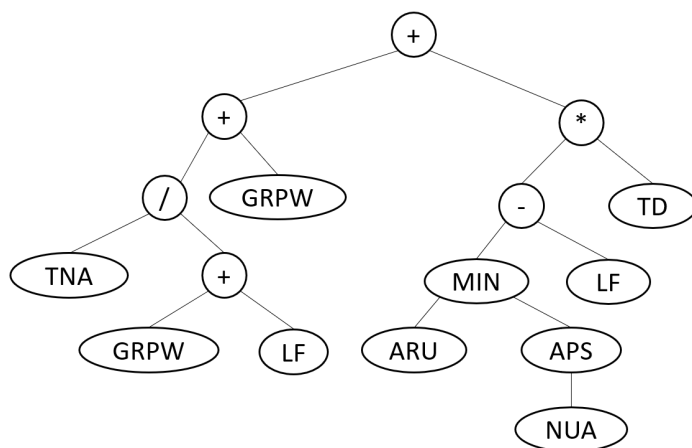 +
+ *
/ GRPW - TD
TNA + MIN LF
GRPW LF ARU APS
NUA